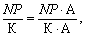 NP/К = NP · А / К · А ,